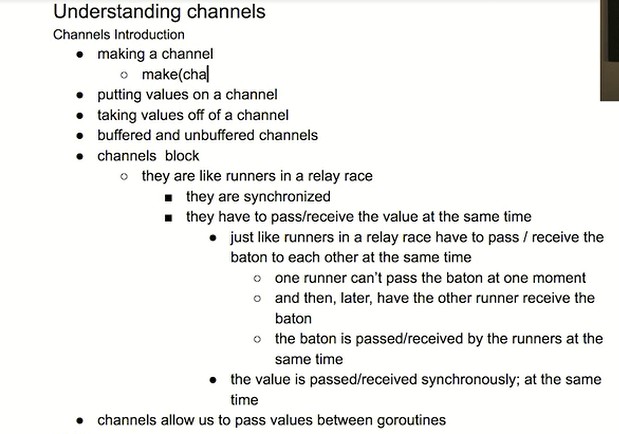 Understanding channels
Channels Introduction
● making a channel
○ make(cha
● putting values on a channel
● taking values off of a channel
● buffered and unbuffered channels
● channels  block
○ they are like runners in a relay race
■ they are synchronized
■ they have to pass/receive the value at the same time
● just like runners in a relay race have to pass / receive the
baton to each other at the same time
○ one runner can’t pass the baton at one moment
○ and then, later, have the other runner receive the
baton
○ the baton is passed/received by the runners at the
same time
● the value is passed/received synchronously; at the same
time
● channels allow us to pass values between goroutines